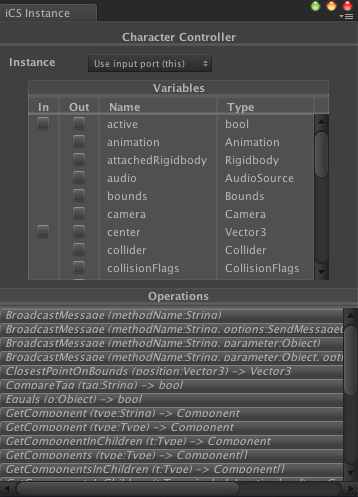 iCS Instance
Character Controller
Instance Use input port (this)
Variables
In Out Name Type
active bool
animation Animation
attachedRigidbody Rigidbody
audio AudioSource
bounds Bounds
camera Camera
center Vector3
collider Collider
collisionFlags CollisionFlags
Operations
BroadcastMessage (methodName:String)
BroadcastMessage (methodName:String, options:SendMessageO
BroadcastMessage (methodName:String, parameter:Object)
BroadcastMessage (methodName:String, parameter:Object, opti
ClosestPointOnBounds (position:Vector3) -> Vector3
CompareTag (tag:String) -> bool
Equals (o:Object) -> bool
GetComponent (type:String) -> Component
GetComponent (type:Type) -> Component
GetComponentInChildren (t:Type) -> Component
GetComponents (type:Type) -> Component[]
GetComponentsInChildren (t:Type) -> Component[]